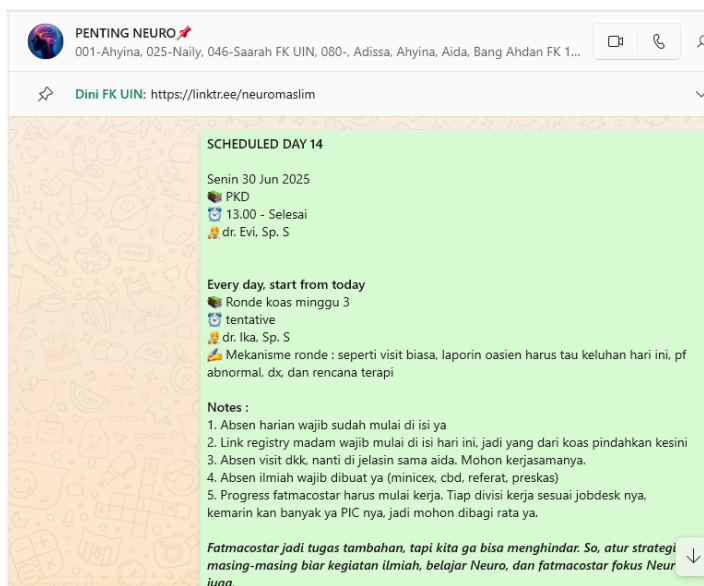 PENTING NEURO📌
001-Ahyina, 025-Naily, 046-Saarah FK UIN, 080-, Adissa, Ahyina, Aida, Bang Ahdan FK 1...
Dini FK UIN: https://linktr.ee/neuromaslim
SCHEDULED DAY 14
Senin 30 Jun 2025
📚 PKD
⏰ 13.00 - Selesai
👩‍⚕️ dr. Evi, Sp. S
Every day, start from today
📚 Ronde koas minggu 3
⏰ tentative
👩‍⚕️ dr. Ika, Sp. S
✍️ Mekanisme ronde : seperti visit biasa, laporin oasien harus tau keluhan hari ini, pf
abnormal, dx, dan rencana terapi
Notes :
1. Absen harian wajib sudah mulai di isi ya
2. Link registry madam wajib mulai di isi hari ini, jadi yang dari koas pindahkan kesini
3. Absen visit dkk, nanti di jelasin sama aida. Mohon kerjasamanya.
4. Absen ilmiah wajib dibuat ya (minicex, cbd, referat, preskas)
5. Progress fatmacostar harus mulai kerja. Tiap divisi kerja sesuai jobdesk nya,
kemarin kan banyak ya PIC nya, jadi mohon dibagi rata ya.
Fatmacostar jadi tugas tambahan, tapi kita ga bisa menghindar. So, atur strategi
masing-masing biar kegiatan ilmiah, belajar Neuro, dan fatmacostar fokus Neur
juga.